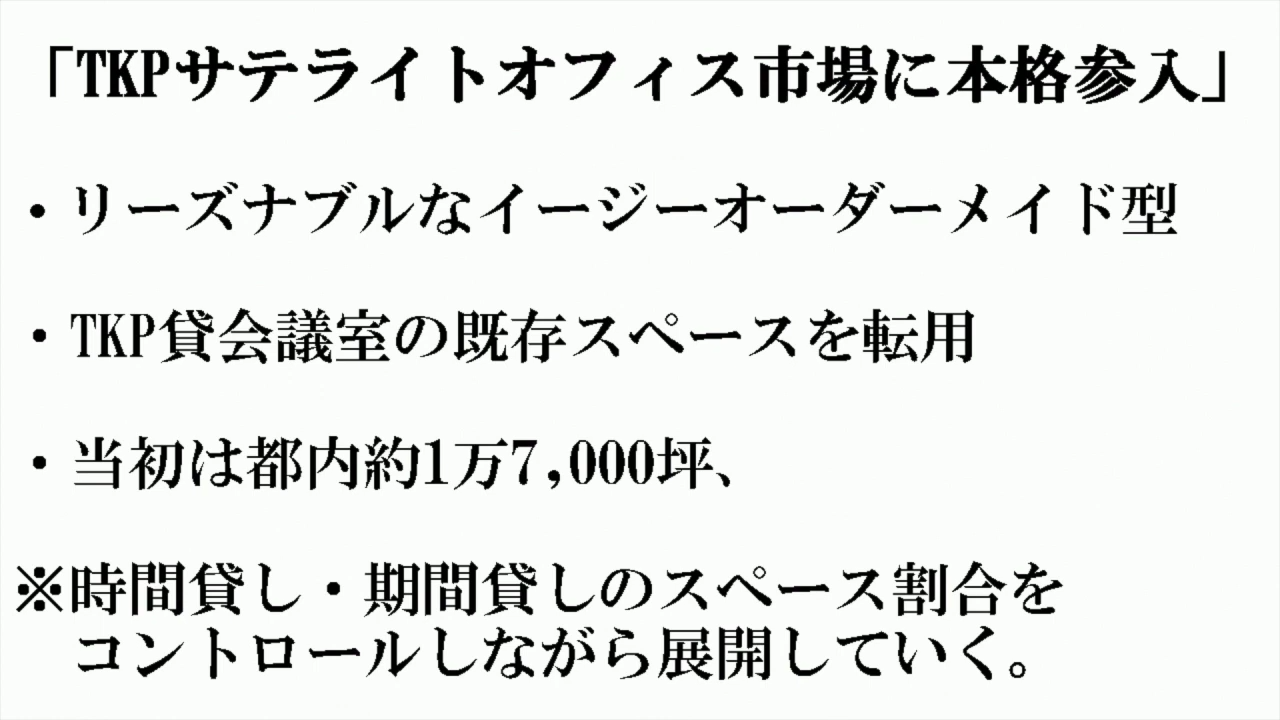 「TKPサテライトオフィス市場に本格参入」
・リーズナブルなイージーオーダーメイド型
・TKP貸会議室の既存スペースを転用
・当初は都内約1万7,000坪、
※時間貸し・期間貸しのスペース割合を
コントロールしながら展開していく。